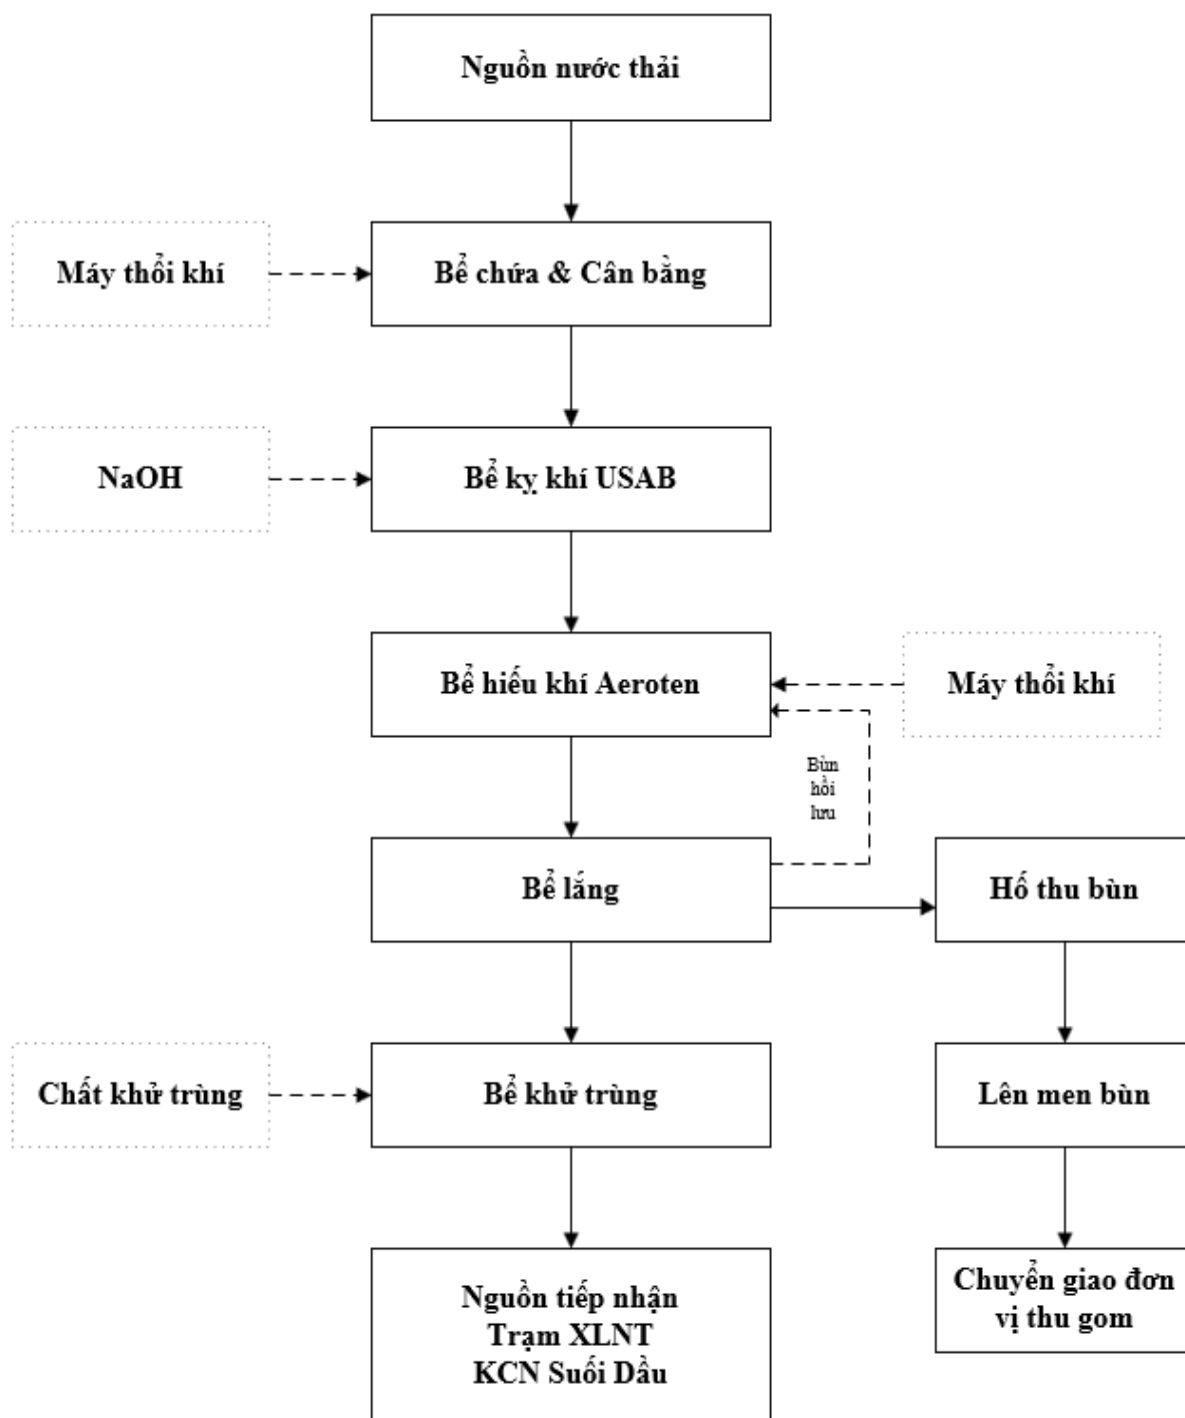 Nguồn nước thải
Máy thổi khí
Bể chứa & Cân bằng
NaOH
Bể kỵ khí USAB
Bể hiếu khí Aeroten
Máy thổi khí
Bùn
hồi
lưu
Bể lắng
Hố thu bùn
Chất khử trùng
Bể khử trùng
Lên men bùn
Nguồn tiếp nhận
Trạm XLNT
KCN Suối Dầu
Chuyển giao đơn
vị thu gom